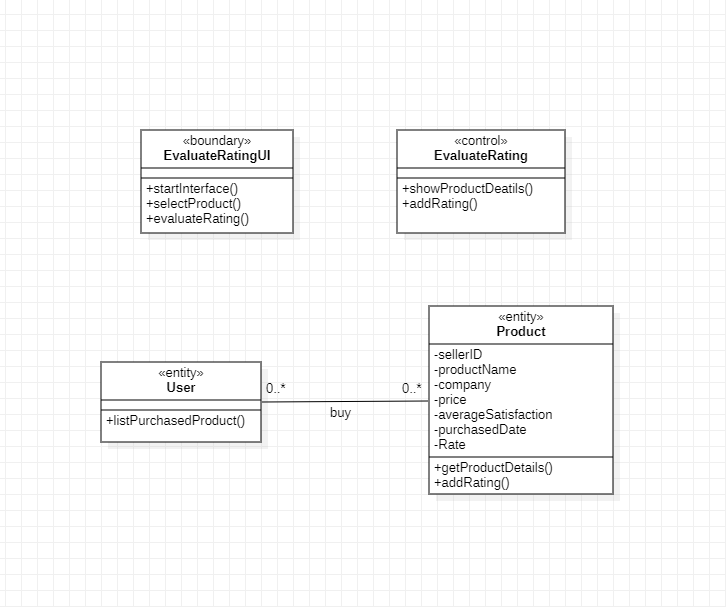 «boundary»
EvaluateRatingUI
+startInterface()
+selectProduct()
+evaluateRating()
«control»
EvaluateRating
+showProductDeatils()
+addRating()
«entity»
User
+listPurchasedProduct()
0..*
0..*
buy
«entity»
Product
-sellerID
-productName
-company
-price
-averageSatisfaction
-purchasedDate
-Rate
+getProductDetails()
+addRating()